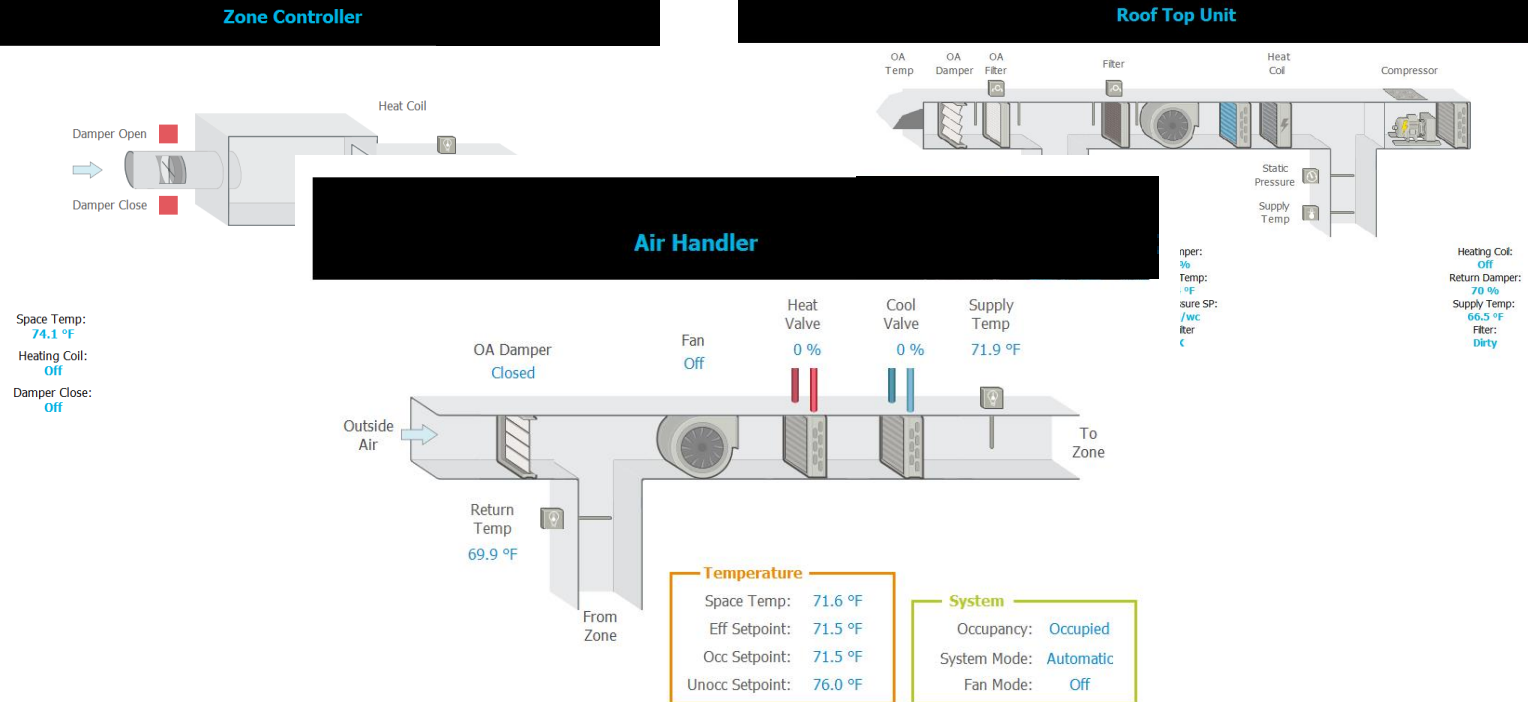 Zone Controller
Heat Coil
Damper Open
Damper Close
Space Temp:
74.1 °F
Heating Coil:
Off
Damper Close:
Off
Roof Top Unit
OA
Temp
OA
Damper
OA
Filter
Filter
Heat
Coil
Compressor
Static
Pressure
Supply
Temp
%
Temp:
°F
SP:
/wc
Heating Coil:
Off
Return Damper:
70 %
Supply Temp:
66.5 °F
Filter:
Dirty
Air Handler
OA Damper
Closed
Fan
Off
Heat
Valve
0 %
Cool
Valve
0 %
Supply
Temp
71.9 °F
Outside
Air
To
Zone
Return
Temp
69.9 °F
From
Zone
Temperature
Space Temp: 71.6 °F
Eff Setpoint: 71.5 °F
Occ Setpoint: 71.5 °F
Unocc Setpoint: 76.0 °F
System
Occupancy: Occupied
System Mode: Automatic
Fan Mode: Off